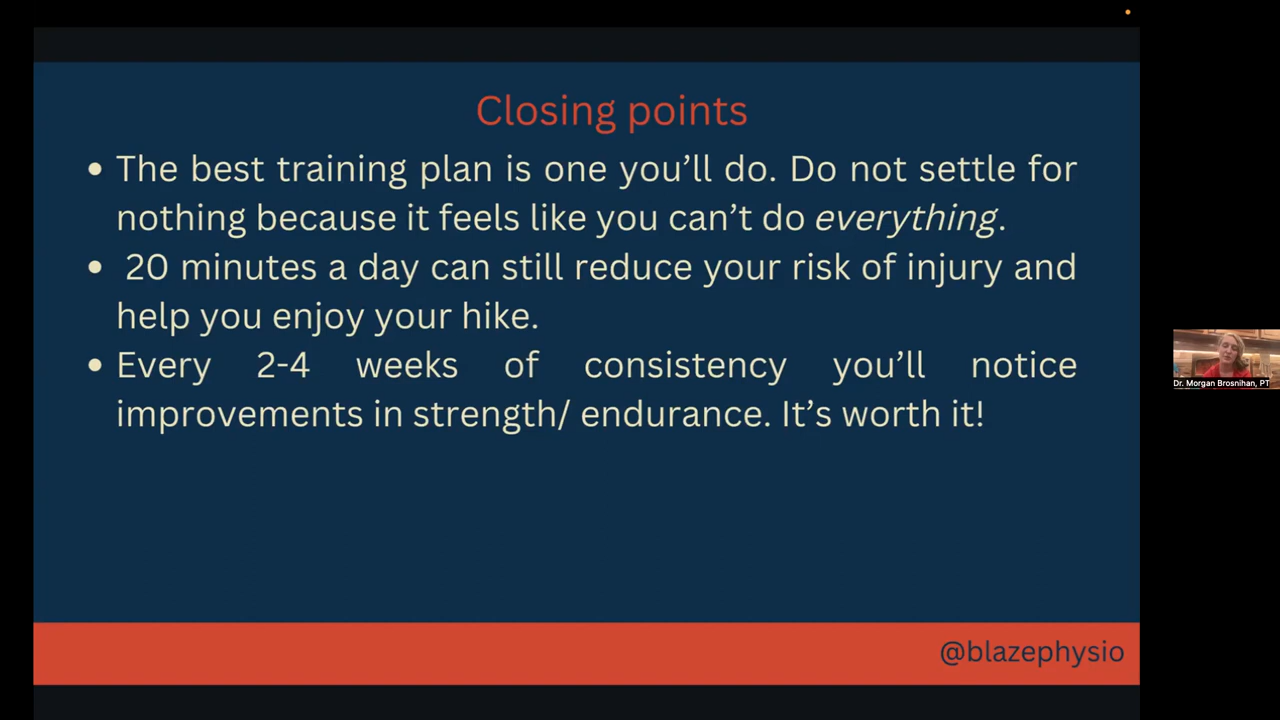 Closing points
• The best training plan is one you’ll do. Do not settle for
nothing because it feels like you can’t do everything.
• 20 minutes a day can still reduce your risk of injury and
help you enjoy your hike.
• Every 2-4 weeks of consistency you’ll notice
improvements in strength/ endurance. It’s worth it!
Dr. Morgan Brosnihan, PT
@blazephysio